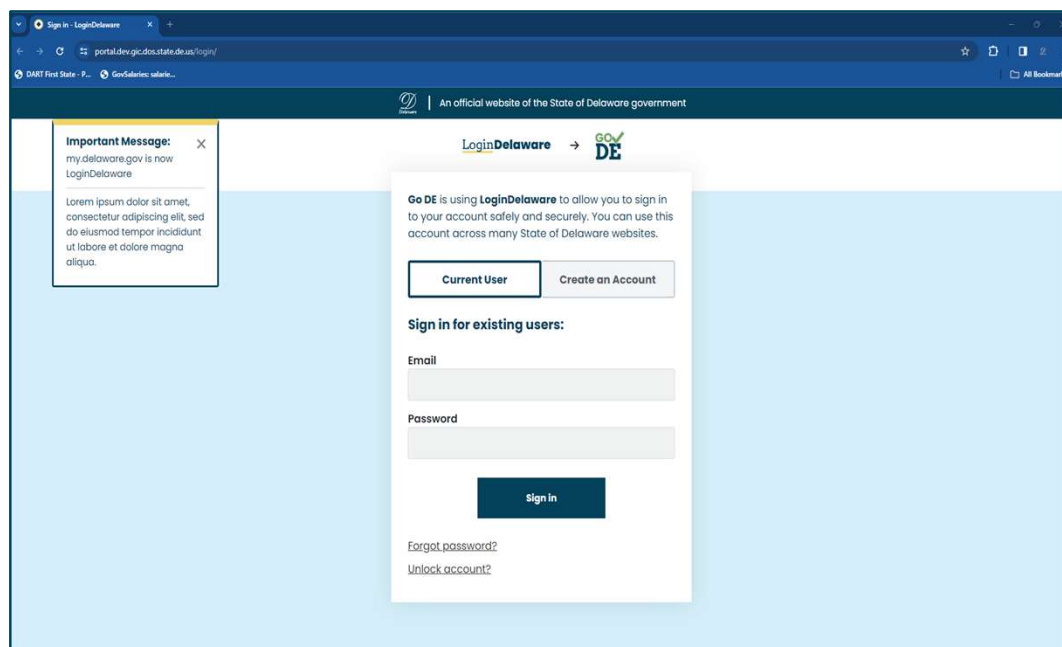 Sign in - LoginDelaware
portal.dev.gic.dos.state.de.us/login/
DART First State - P... GovSalaries: salarie...
All Bookmar
Delaware
An official website of the State of Delaware government
LoginDelaware → GO DE
Important Message:
my.delaware.gov is now
LoginDelaware
Lorem ipsum dolor sit amet,
consectetur adipiscing elit, sed
do eiusmod tempor incididunt
ut labore et dolore magna
aliqua.
Go DE is using LoginDelaware to allow you to sign in
to your account safely and securely. You can use this
account across many State of Delaware websites.
Current User Create an Account
Sign in for existing users:
Email
Password
Sign in
Forgot password?
Unlock account?